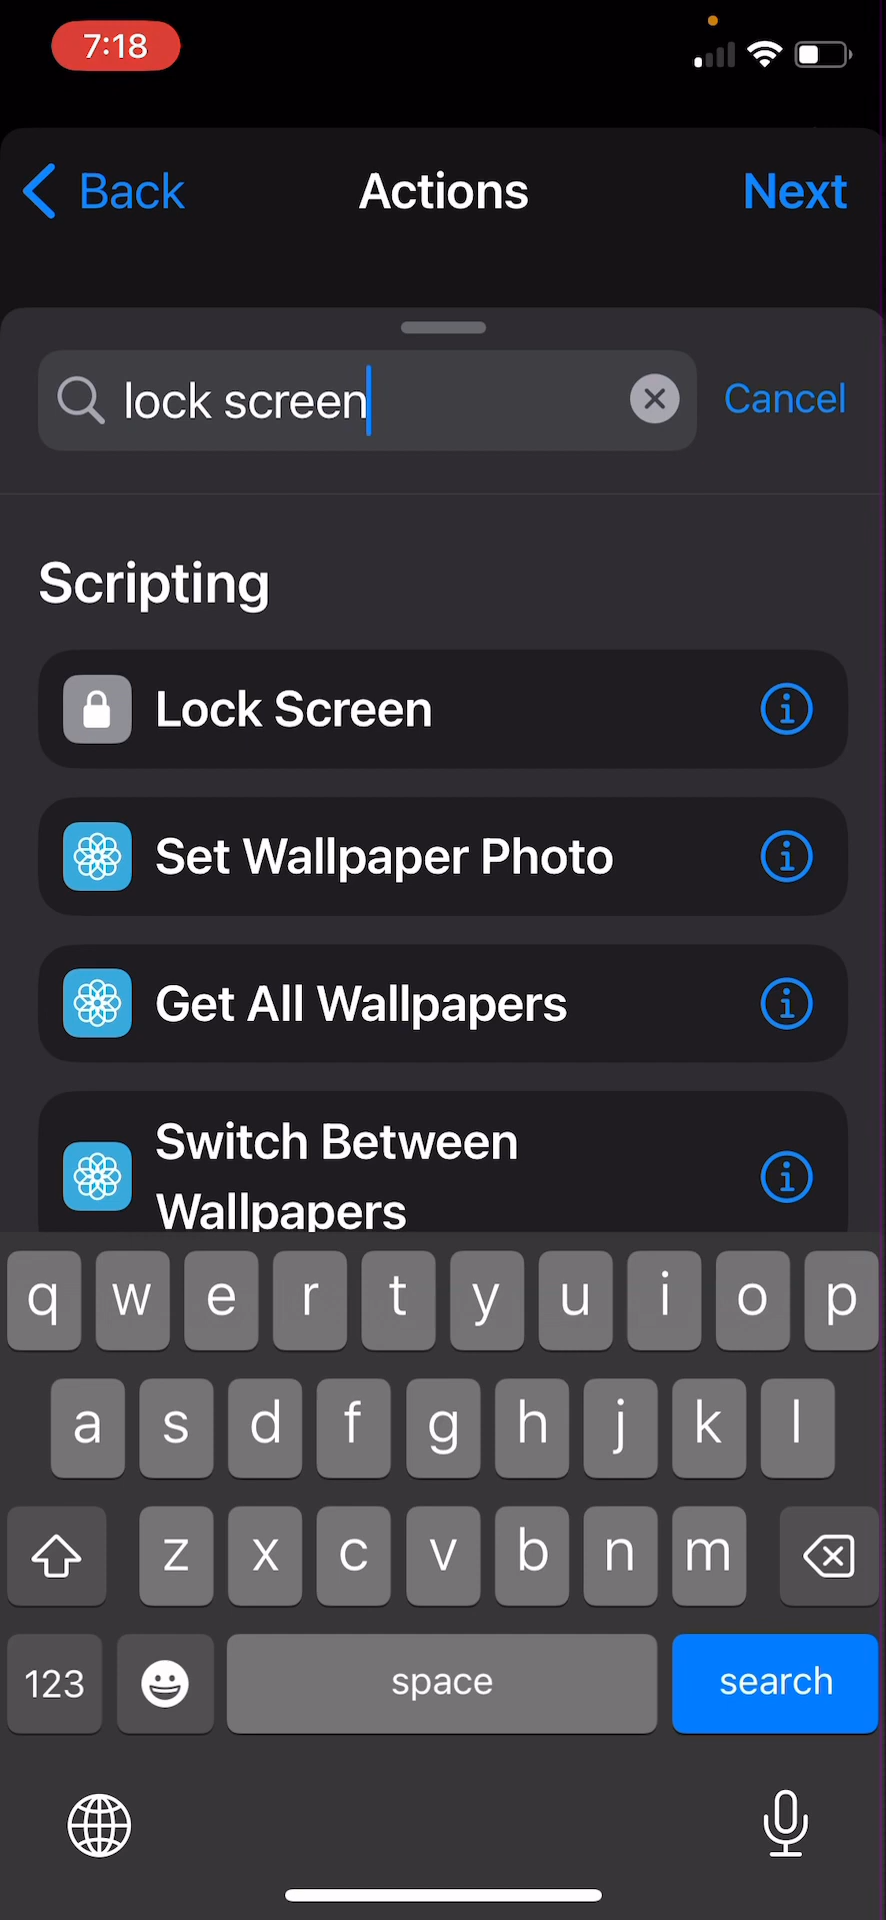 7:18
Back
Actions
Next
lock screen
Cancel
Scripting
Lock Screen
Set Wallpaper Photo
Get All Wallpapers
Switch Between
Wallpapers
q w e r t y u i o p
a s d f g h j k l
z x c v b n m
123
space
search